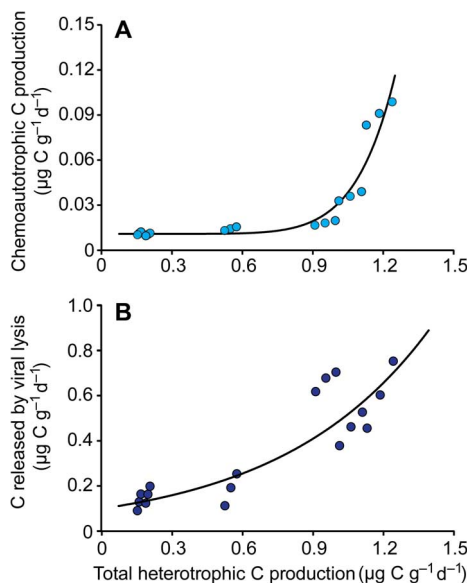 A
Chemoautotrophic C production
(µg C g⁻¹ d⁻¹)
0.15
0.12
0.09
0.06
0.03
0
0 0.3 0.6 0.9 1.2 1.5
B
C released by viral lysis
(µg C g⁻¹ d⁻¹)
1.0
0.8
0.6
0.4
0.2
0
0 0.3 0.6 0.9 1.2 1.5
Total heterotrophic C production (µg C g⁻¹ d⁻¹)